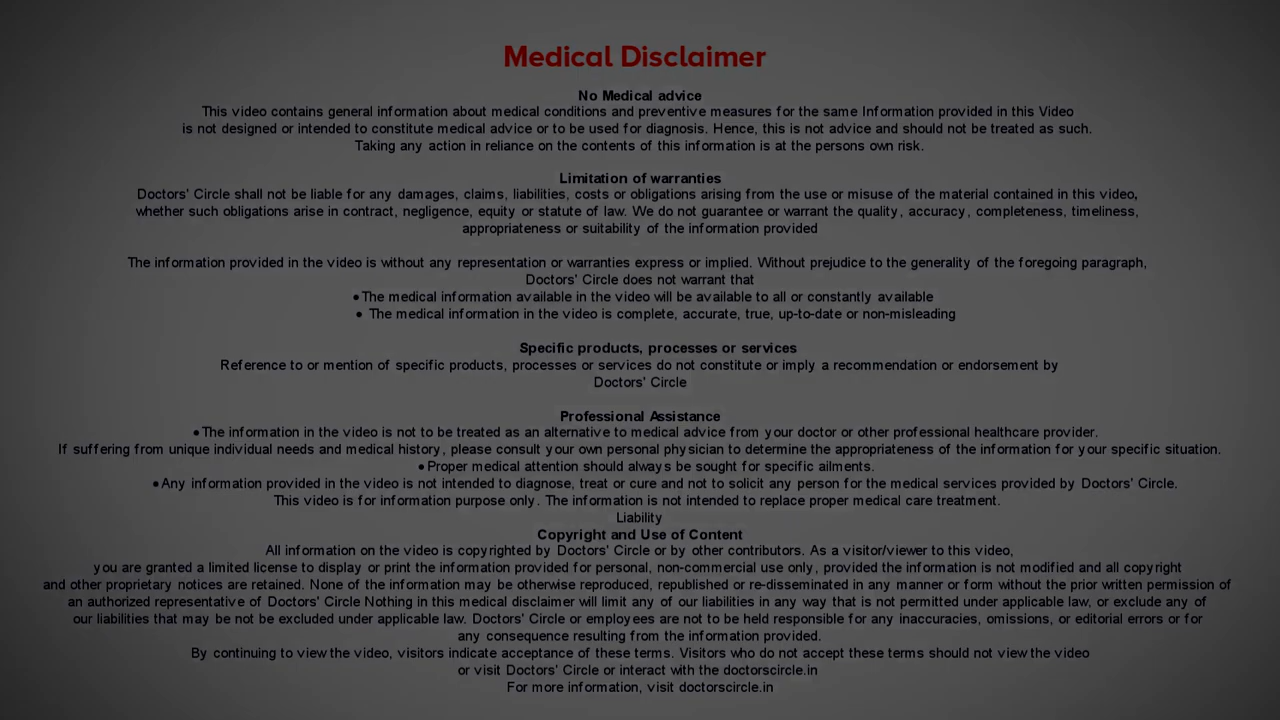 Medical Disclaimer
No Medical advice
This video contains general information about medical conditions and preventive measures for the same Information provided in this Video
is not designed or intended to constitute medical advice or to be used for diagnosis. Hence, this is not advice and should not be treated as such.
Taking any action in reliance on the contents of this information is at the persons own risk.
Limitation of warranties
Doctors' Circle shall not be liable for any damages, claims, liabilities, costs or obligations arising from the use or misuse of the material contained in this video,
whether such obligations arise in contract, negligence, equity or statute of law. We do not guarantee or warrant the quality, accuracy, completeness, timeliness,
appropriateness or suitability of the information provided
The information provided in the video is without any representation or warranties express or implied. Without prejudice to the generality of the foregoing paragraph,
Doctors' Circle does not warrant that
•The medical information available in the video will be available to all or constantly available
• The medical information in the video is complete, accurate, true, up-to-date or non-misleading
Specific products, processes or services
Reference to or mention of specific products, processes or services do not constitute or imply a recommendation or endorsement by
Doctors' Circle
Professional Assistance
•The information in the video is not to be treated as an alternative to medical advice from your doctor or other professional healthcare provider.
If suffering from unique individual needs and medical history, please consult your own personal physician to determine the appropriateness of the information for your specific situation.
•Proper medical attention should always be sought for specific ailments.
•Any information provided in the video is not intended to diagnose, treat or cure and not to solicit any person for the medical services provided by Doctors' Circle.
This video is for information purpose only. The information is not intended to replace proper medical care treatment.
Liability
Copyright and Use of Content
All information on the video is copyrighted by Doctors' Circle or by other contributors. As a visitor/viewer to this video,
you are granted a limited license to display or print the information provided for personal, non-commercial use only, provided the information is not modified and all copyright
and other proprietary notices are retained. None of the information may be otherwise reproduced, republished or re-disseminated in any manner or form without the prior written permission of
an authorized representative of Doctors' Circle Nothing in this medical disclaimer will limit any of our liabilities in any way that is not permitted under applicable law, or exclude any of
our liabilities that may be not be excluded under applicable law. Doctors' Circle or employees are not to be held responsible for any inaccuracies, omissions, or editorial errors or for
any consequence resulting from the information provided.
By continuing to view the video, visitors indicate acceptance of these terms. Visitors who do not accept these terms should not view the video
or visit Doctors' Circle or interact with the doctorscircle.in
For more information, visit doctorscircle.in